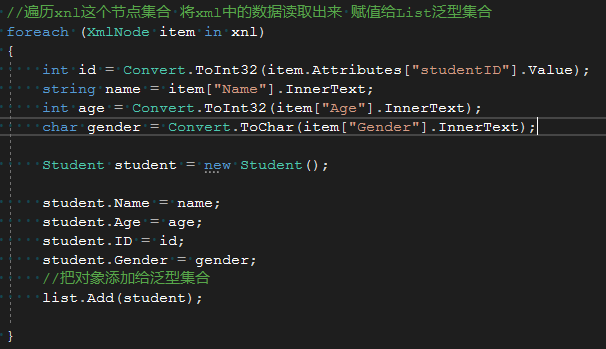 //遍历xnl这个节点集合 将xml中的数据读取出来 赋值给List泛型集合
foreach (XmlNode item in xnl)
{
int id = Convert.ToInt32(item.Attributes["studentID"].Value);
string name = item["Name"].InnerText;
int age = Convert.ToInt32(item["Age"].InnerText);
char gender = Convert.ToChar(item["Gender"].InnerText);
Student student = new Student();
student.Name = name;
student.Age = age;
student.ID = id;
student.Gender = gender;
//把对象添加给泛型集合
list.Add(student);
}